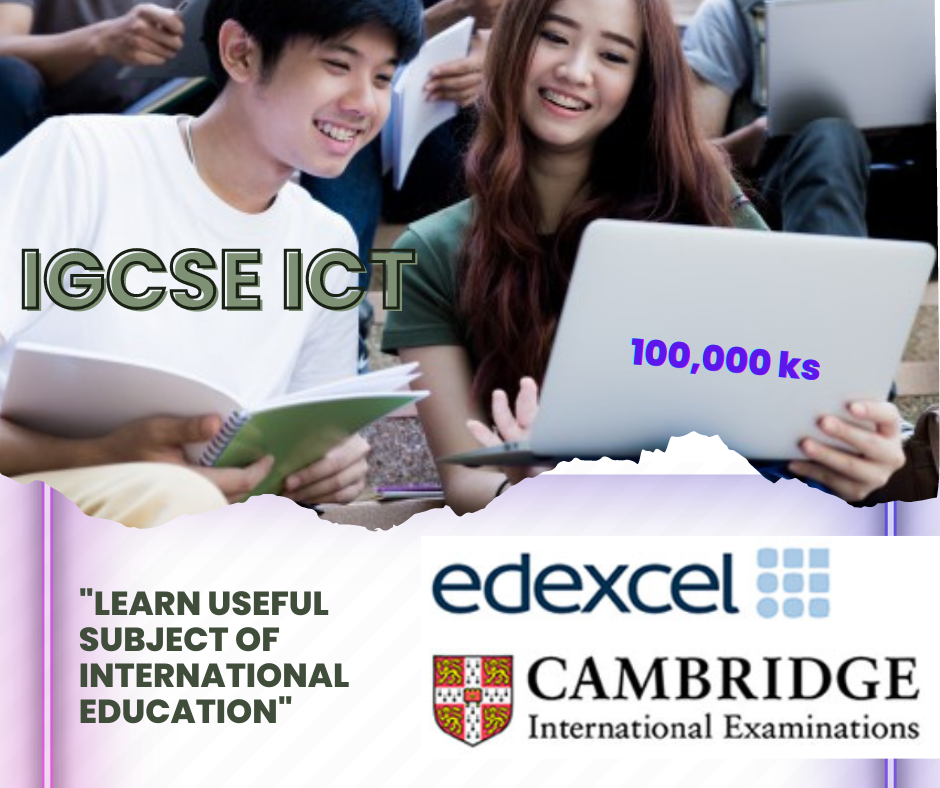 IGCSE ICT
100,000 ks
"LEARN USEFUL
SUBJECT OF
INTERNATIONAL
EDUCATION"
edexcel
CAMBRIDGE
International Examinations